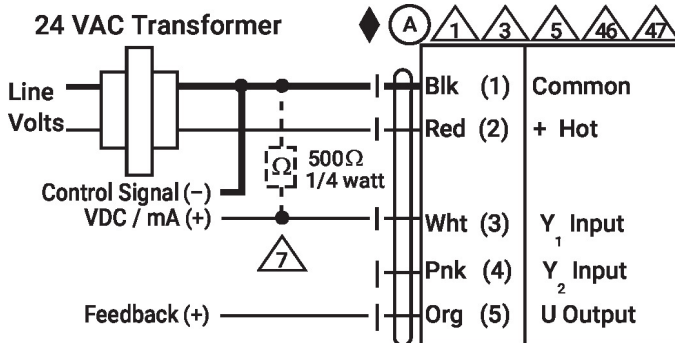 24 VAC Transformer
A 1 3 5 46 47
Line
Volts
Blk (1) Common
Red (2) + Hot
Ω 500Ω
1/4 watt
Control Signal (−)
VDC / mA (+)
Wht (3) Y₁ Input
7
Pnk (4) Y₂ Input
Feedback (+)
Org (5) U Output